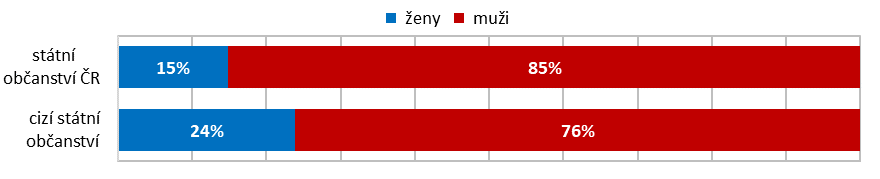 ženy muži
státní
občanství ČR
15% 85%
cizí státní
občanství
24% 76%